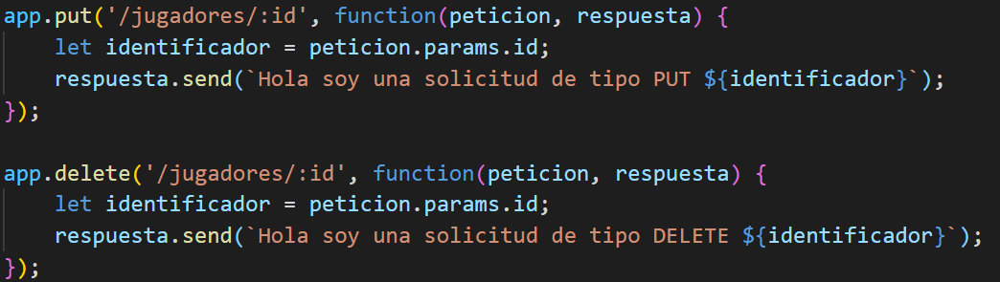 app.put('/jugadores/:id', function(peticion, respuesta) {
    let identificador = peticion.params.id;
    respuesta.send(`Hola soy una solicitud de tipo PUT ${identificador}`);
});

app.delete('/jugadores/:id', function(peticion, respuesta) {
    let identificador = peticion.params.id;
    respuesta.send(`Hola soy una solicitud de tipo DELETE ${identificador}`);
});